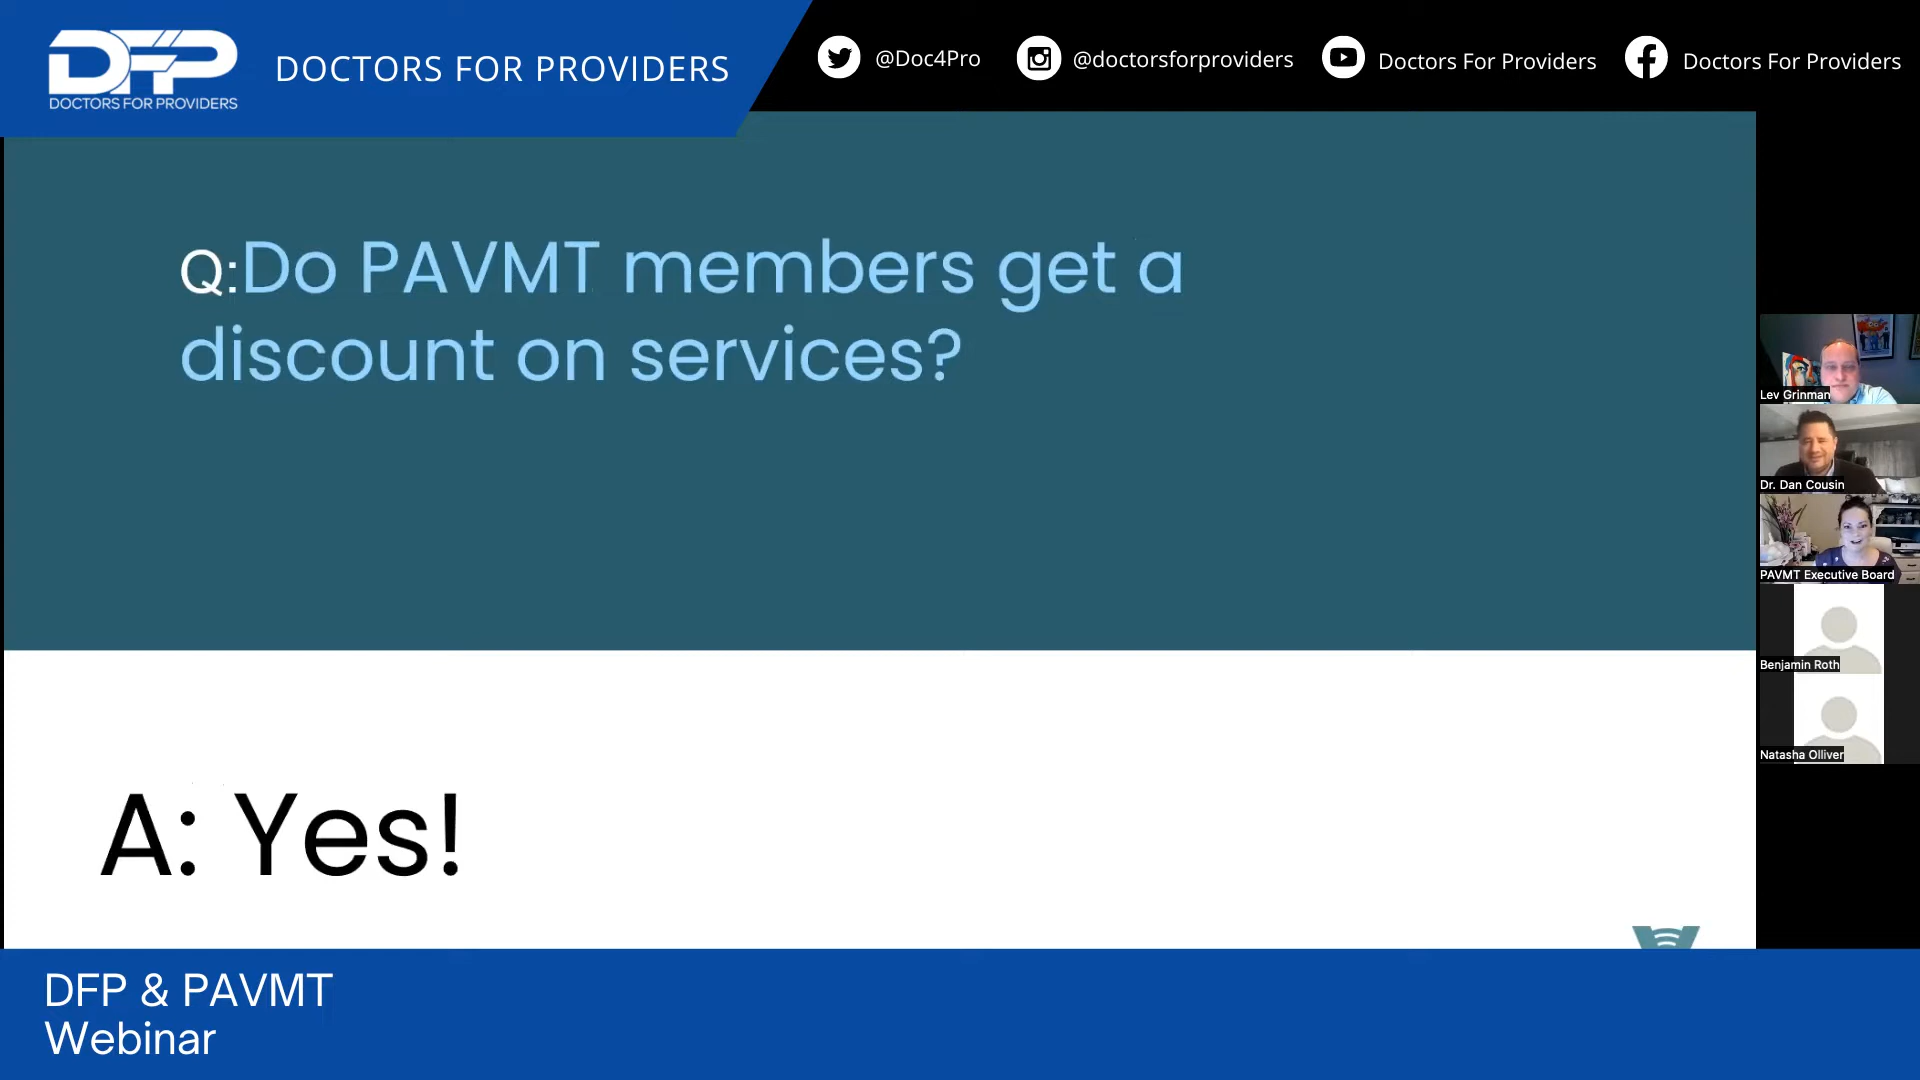 DFP
DOCTORS FOR PROVIDERS
DOCTORS FOR PROVIDERS
@Doc4Pro
@doctorsforproviders
Doctors For Providers
Doctors For Providers
Q:Do PAVMT members get a
discount on services?
A: Yes!
Lev Grinman
Dr. Dan Cousin
PAVMT Executive Board
Benjamin Roth
Natasha Olliver
DFP & PAVMT
Webinar